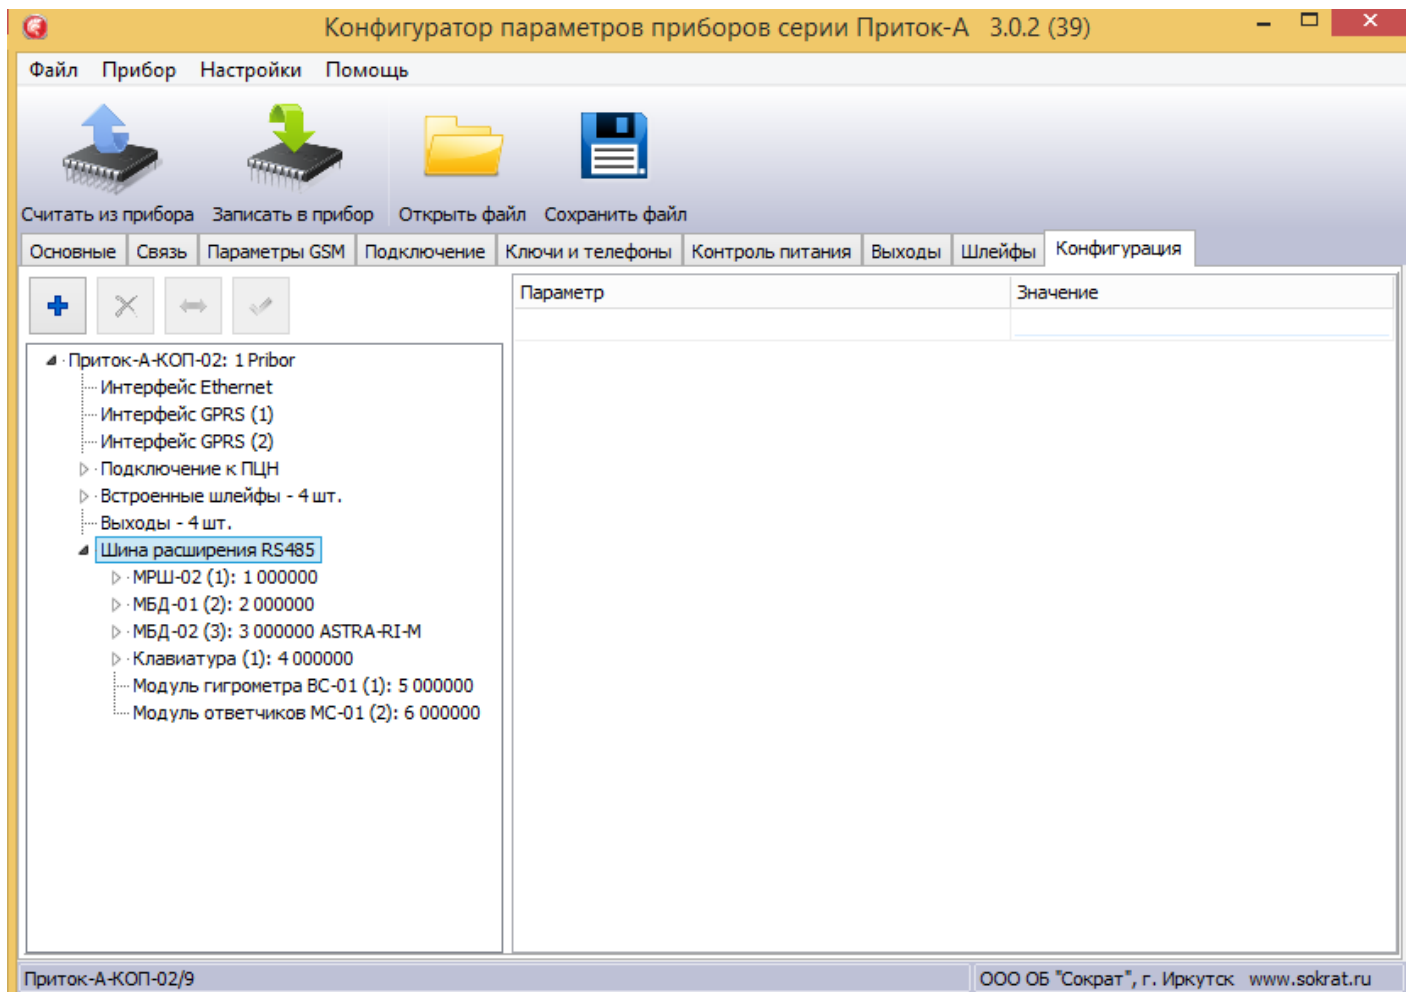 Конфигуратор параметров приборов серии Приток-А 3.0.2 (39)
Файл Прибор Настройки Помощь
Считать из прибора Записать в прибор Открыть файл Сохранить файл
Основные Связь Параметры GSM Подключение Ключи и телефоны Контроль питания Выходы Шлейфы Конфигурация
Параметр Значение
Приток-А-КОП-02: 1 Pribor
Интерфейс Ethernet
Интерфейс GPRS (1)
Интерфейс GPRS (2)
Подключение к ПЦН
Встроенные шлейфы - 4 шт.
Выходы - 4 шт.
Шина расширения RS485
МРШ-02 (1): 1 000000
МБД-01 (2): 2 000000
МБД-02 (3): 3 000000 ASTRA-RI-M
Клавиатура (1): 4 000000
Модуль гигрометра ВС-01 (1): 5 000000
Модуль ответчиков МС-01 (2): 6 000000
Приток-А-КОП-02/9 ООО ОБ "Сократ", г. Иркутск www.sokrat.ru